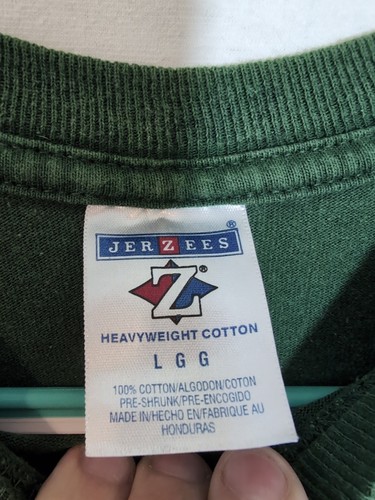 JERZEES®
Z®
HEAVYWEIGHT COTTON
L G G
100% COTTON/ALGODON/COTON
PRE-SHRUNK/PRE-ENCOGIDO
MADE IN/HECHO EN/FABRIQUE AU
HONDURAS